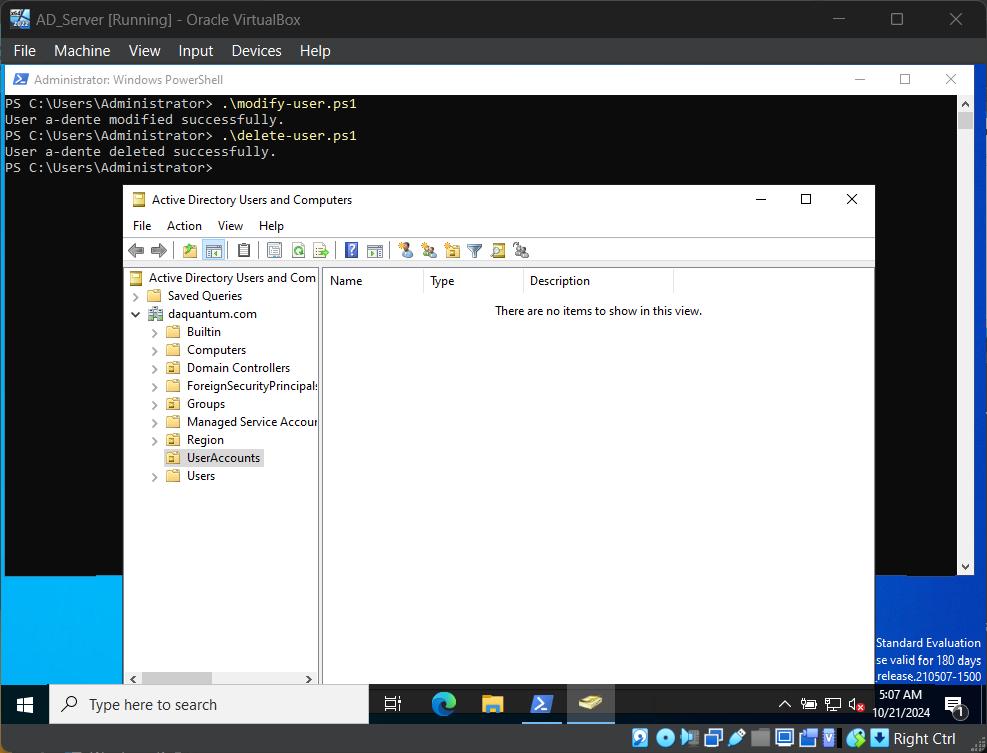 AD_Server [Running] - Oracle VirtualBox
File Machine View Input Devices Help
Administrator: Windows PowerShell
PS C:\Users\Administrator> .\modify-user.ps1
User a-dente modified successfully.
PS C:\Users\Administrator> .\delete-user.ps1
User a-dente deleted successfully.
PS C:\Users\Administrator>
Active Directory Users and Computers
File Action View Help
Active Directory Users and Com
Saved Queries
daquantum.com
Builtin
Computers
Domain Controllers
ForeignSecurityPrincipals
Groups
Managed Service Accour
Region
UserAccounts
Users
Name Type Description
There are no items to show in this view.
Standard Evaluation
se valid for 180 days
release.210507-1500
Type here to search
5:07 AM
10/21/2024
1
Right Ctrl